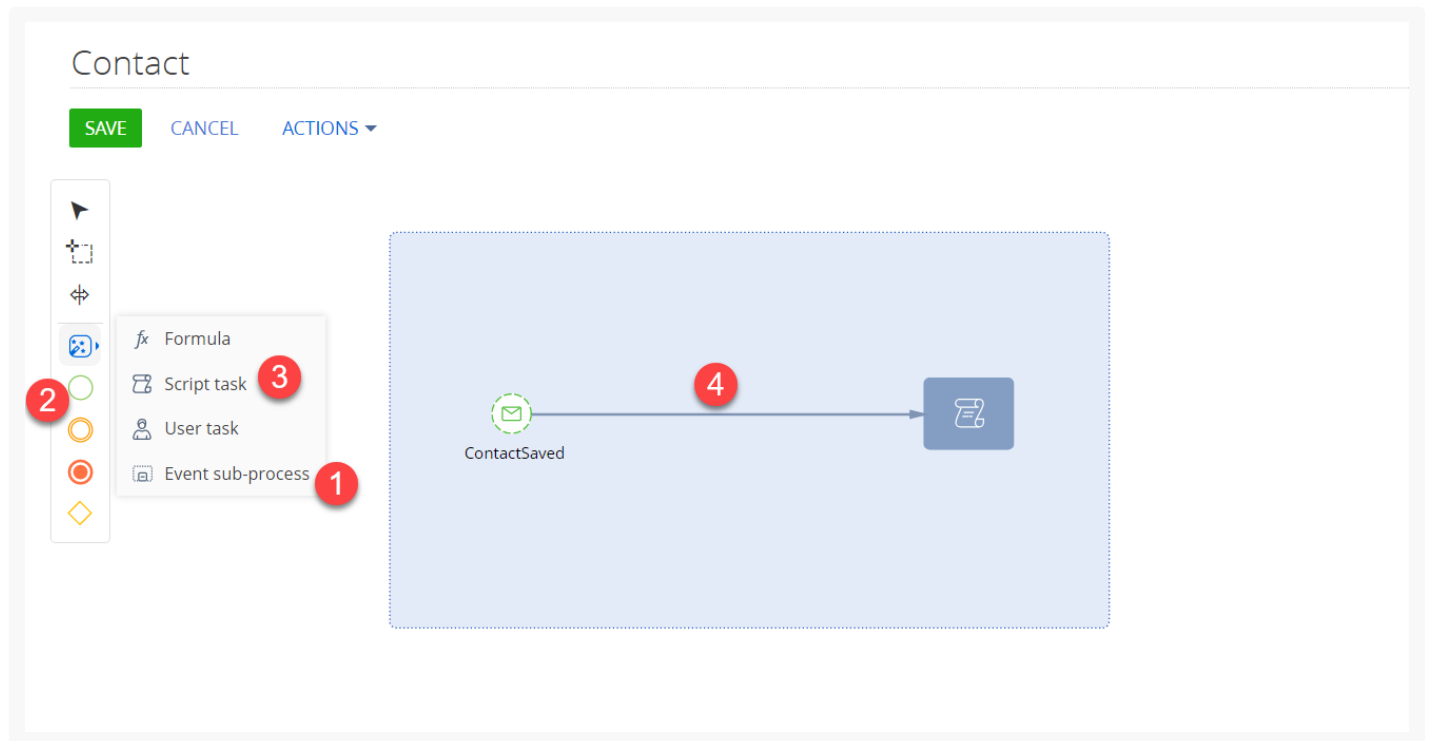 Contact
SAVE CANCEL ACTIONS
fx Formula
Script task 3
2
4
User task
ContactSaved
Event sub-process 1